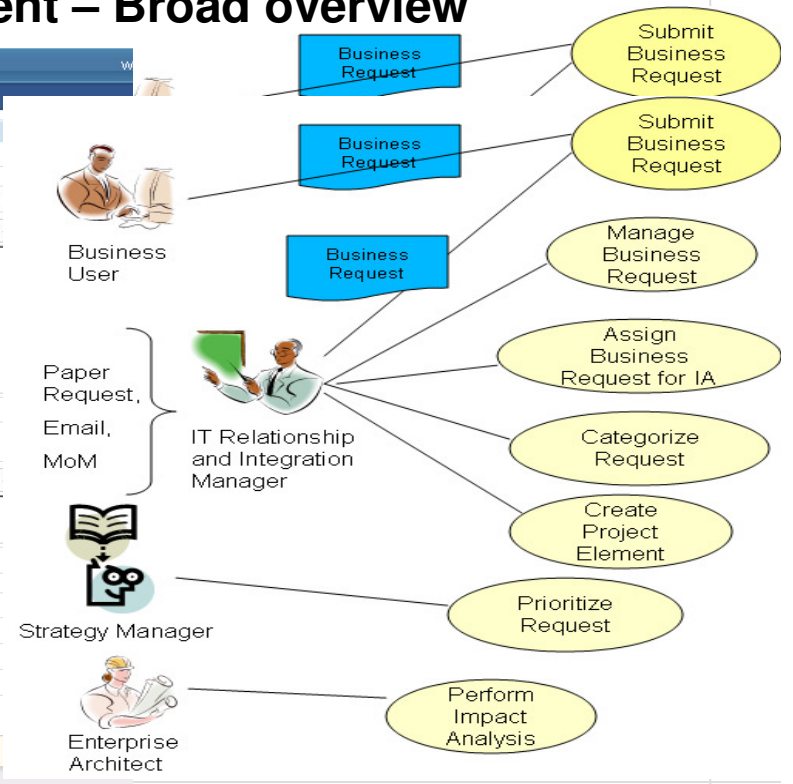 ent – Broad overview
w
Business
Request
Submit
Business
Request
Business
Request
Submit
Business
Request
Business
User
Business
Request
Manage
Business
Request
Paper
Request,
Email,
MoM
IT Relationship
and Integration
Manager
Assign
Business
Request for IA
Categorize
Request
Create
Project
Element
Strategy Manager
Prioritize
Request
Enterprise
Architect
Perform
Impact
Analysis